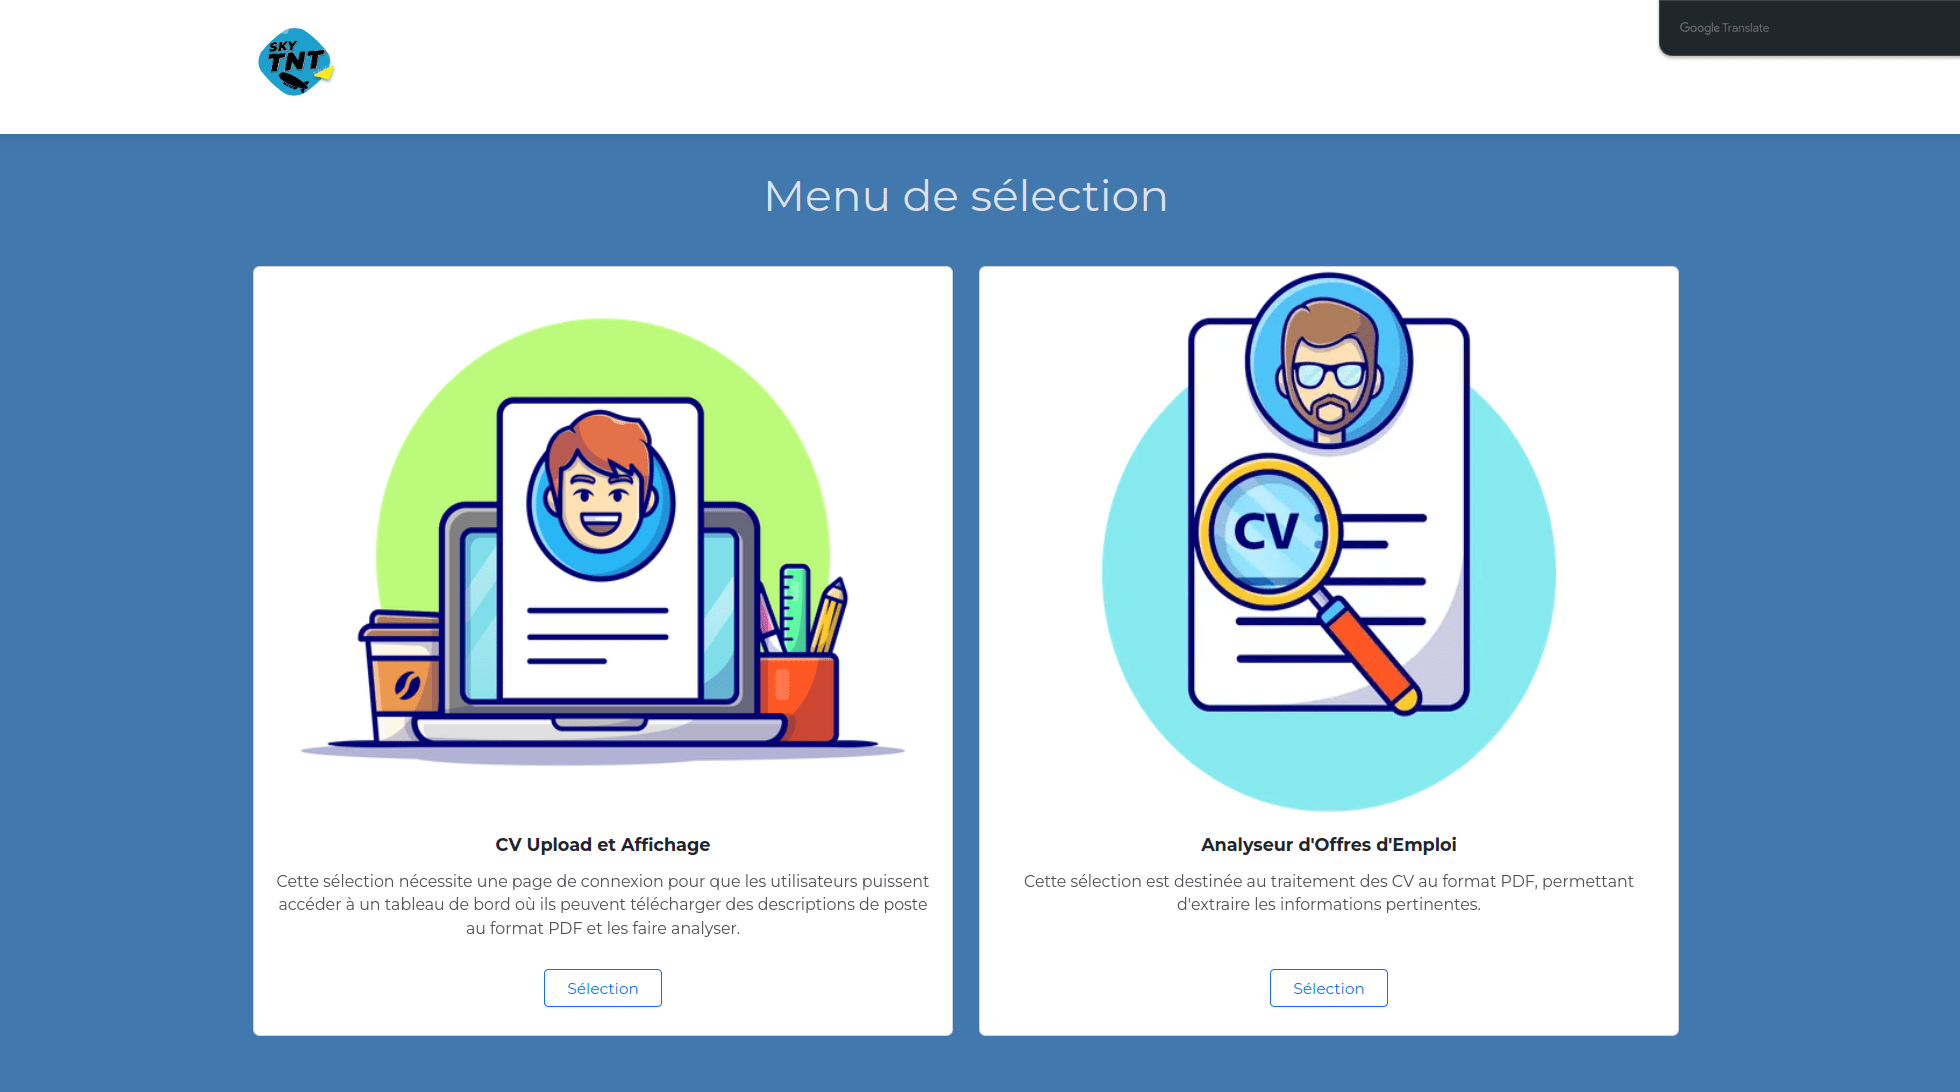 SKY
TNT
Google Translate
Menu de sélection
CV
CV Upload et Affichage
Cette sélection nécessite une page de connexion pour que les utilisateurs puissent
accéder à un tableau de bord où ils peuvent télécharger des descriptions de poste
au format PDF et les faire analyser.
Sélection
Analyseur d'Offres d'Emploi
Cette sélection est destinée au traitement des CV au format PDF, permettant
d'extraire les informations pertinentes.
Sélection